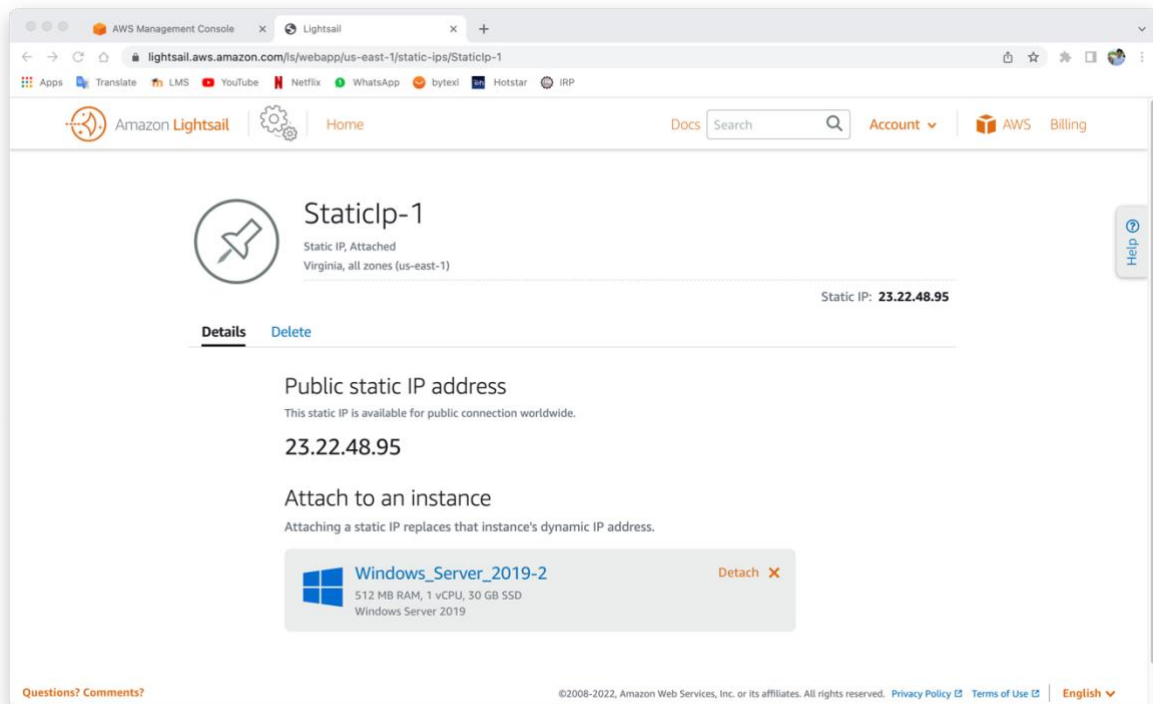 AWS Management Console
Lightsail
lightsail.aws.amazon.com/ls/webapp/us-east-1/static-ips/StaticIp-1
Apps Translate LMS YouTube Netflix WhatsApp bytexl Hotstar IRP
Amazon Lightsail Home Docs Search Account AWS Billing
StaticIp-1
Static IP, Attached
Virginia, all zones (us-east-1)
Static IP: 23.22.48.95
Help
Details Delete
Public static IP address
This static IP is available for public connection worldwide.
23.22.48.95
Attach to an instance
Attaching a static IP replaces that instance's dynamic IP address.
Windows_Server_2019-2 Detach
512 MB RAM, 1 vCPU, 30 GB SSD
Windows Server 2019
Questions? Comments? ©2008-2022, Amazon Web Services, Inc. or its affiliates. All rights reserved. Privacy Policy Terms of Use English